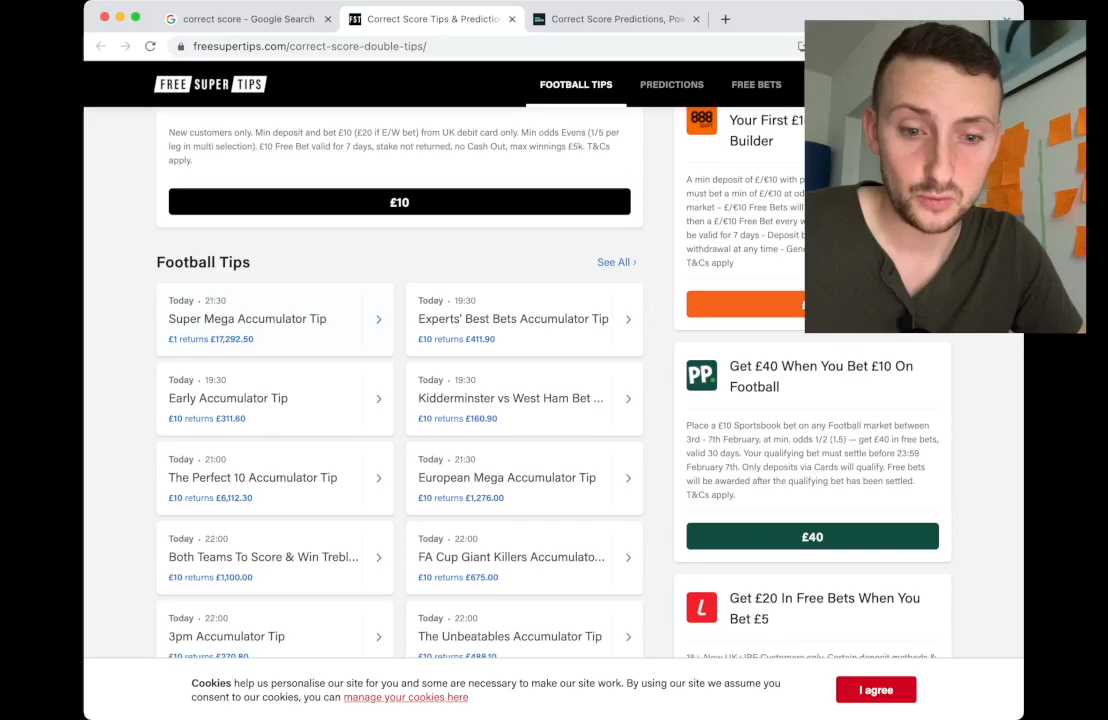 correct score - Google Search
Correct Score Tips & Predictio
Correct Score Predictions, Po
freesupertips.com/correct-score-double-tips/
FREE SUPER TIPS
FOOTBALL TIPS
PREDICTIONS
FREE BETS
New customers only. Min deposit and bet £10 (£20 if E/W bet) from UK debit card only. Min odds Evens (1/5 per
leg in multi selection). £10 Free Bet valid for 7 days, stake not returned, no Cash Out, max winnings £5k. T&Cs
apply.
£10
888
Your First £1
Builder
A min deposit of £/€10 with
must bet a min of £/€10 at
market – £/€10 Free Bets will
then a £/€10 Free Bet every
be valid for 7 days - Deposit
withdrawal at any time -
T&Cs apply
Football Tips
See All
Today · 21:30
Super Mega Accumulator Tip
£1 returns £17,292.50
Today · 19:30
Experts' Best Bets Accumulator Tip
£10 returns £411.90
Today · 19:30
Early Accumulator Tip
£10 returns £311.60
Today · 19:30
Kidderminster vs West Ham Bet ...
£10 returns £160.90
Today · 21:00
The Perfect 10 Accumulator Tip
£10 returns £6,112.30
Today · 21:30
European Mega Accumulator Tip
£10 returns £1,276.00
Today · 22:00
Both Teams To Score & Win Trebl...
£10 returns £1,100.00
Today · 22:00
FA Cup Giant Killers Accumulato...
£10 returns £675.00
Today · 22:00
3pm Accumulator Tip
£10 returns £270.80
Today · 22:00
The Unbeatables Accumulator Tip
£10 returns £488.10
PP
Get £40 When You Bet £10 On
Football
Place a £10 Sportsbook bet on any Football market between
3rd - 7th February, at min. odds 1/2 (1.5) — get £40 in free bets,
valid 30 days. Your qualifying bet must settle before 23:59
February 7th. Only deposits via Cards will qualify. Free bets
will be awarded after the qualifying bet has been settled.
T&Cs apply.
£40
L
Get £20 In Free Bets When You
Bet £5
18+. New UK+IRE Customers only. Certain deposit methods &
Cookies help us personalise our site for you and some are necessary to make our site work. By using our site we assume you
consent to our cookies, you can manage your cookies here
I agree